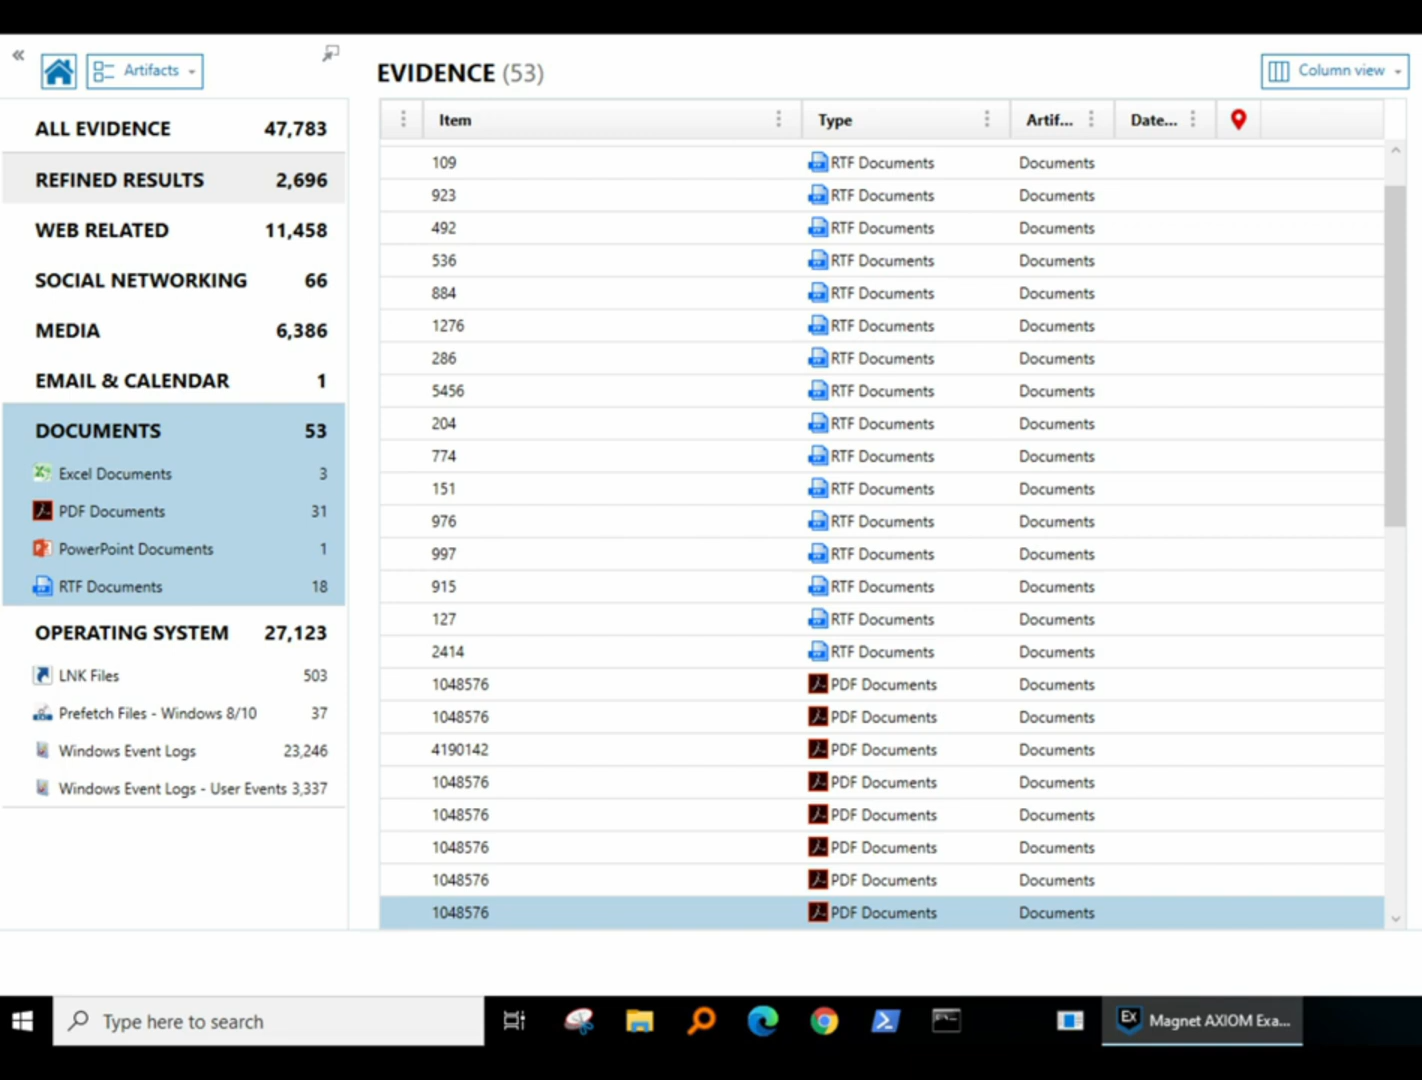 Artifacts
EVIDENCE (53)
Column view
ALL EVIDENCE 47,783
REFINED RESULTS 2,696
WEB RELATED 11,458
SOCIAL NETWORKING 66
MEDIA 6,386
EMAIL & CALENDAR 1
DOCUMENTS 53
Excel Documents 3
PDF Documents 31
PowerPoint Documents 1
RTF Documents 18
OPERATING SYSTEM 27,123
LNK Files 503
Prefetch Files - Windows 8/10 37
Windows Event Logs 23,246
Windows Event Logs - User Events 3,337
Item Type Artif... Date...
109 RTF Documents Documents
923 RTF Documents Documents
492 RTF Documents Documents
536 RTF Documents Documents
884 RTF Documents Documents
1276 RTF Documents Documents
286 RTF Documents Documents
5456 RTF Documents Documents
204 RTF Documents Documents
774 RTF Documents Documents
151 RTF Documents Documents
976 RTF Documents Documents
997 RTF Documents Documents
915 RTF Documents Documents
127 RTF Documents Documents
2414 RTF Documents Documents
1048576 PDF Documents Documents
1048576 PDF Documents Documents
4190142 PDF Documents Documents
1048576 PDF Documents Documents
1048576 PDF Documents Documents
1048576 PDF Documents Documents
1048576 PDF Documents Documents
1048576 PDF Documents Documents
Type here to search
EX Magnet AXIOM Exa...